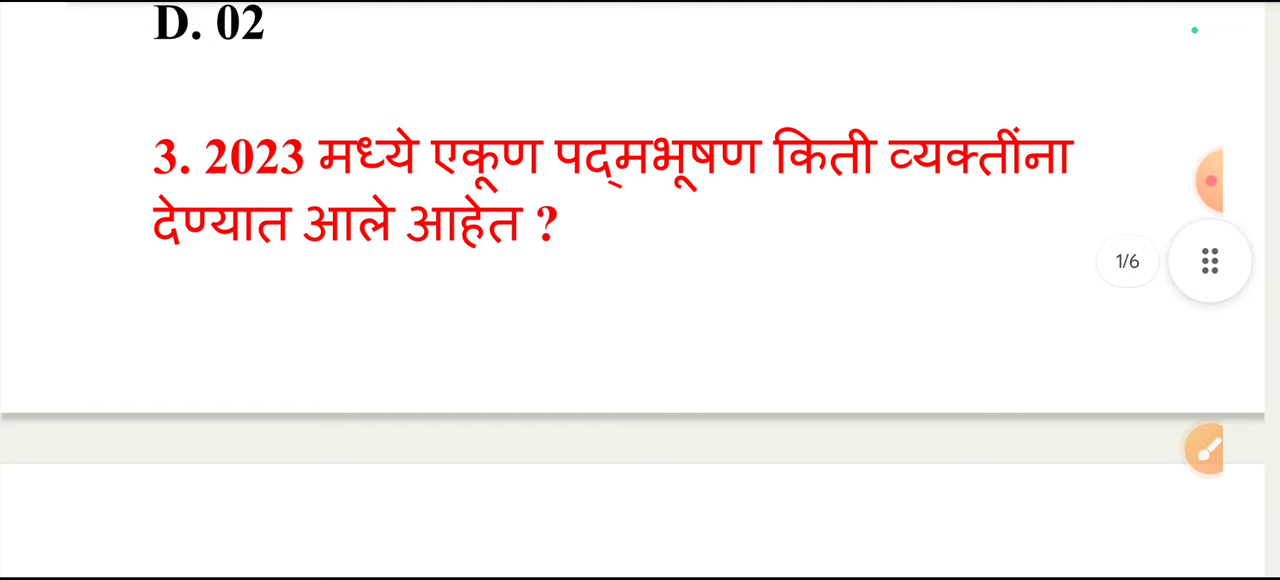 D. 02
3. 2023 मध्ये एकूण पद्‌मभूषण किती व्यक्तींना
देण्यात आले आहेत ?
1/6